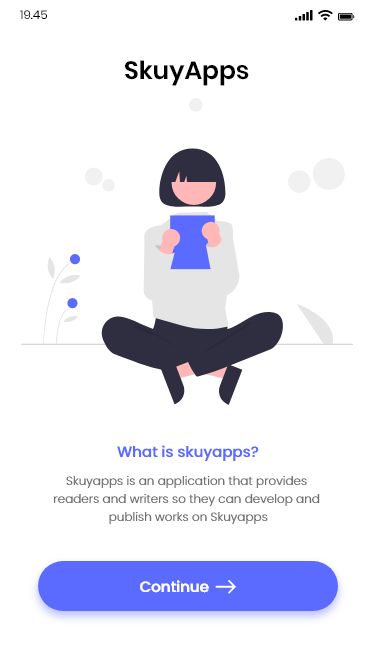 19.45
SkuyApps
What is skuyapps?
Skuyapps is an application that provides
readers and writers so they can develop and
publish works on Skuyapps
Continue